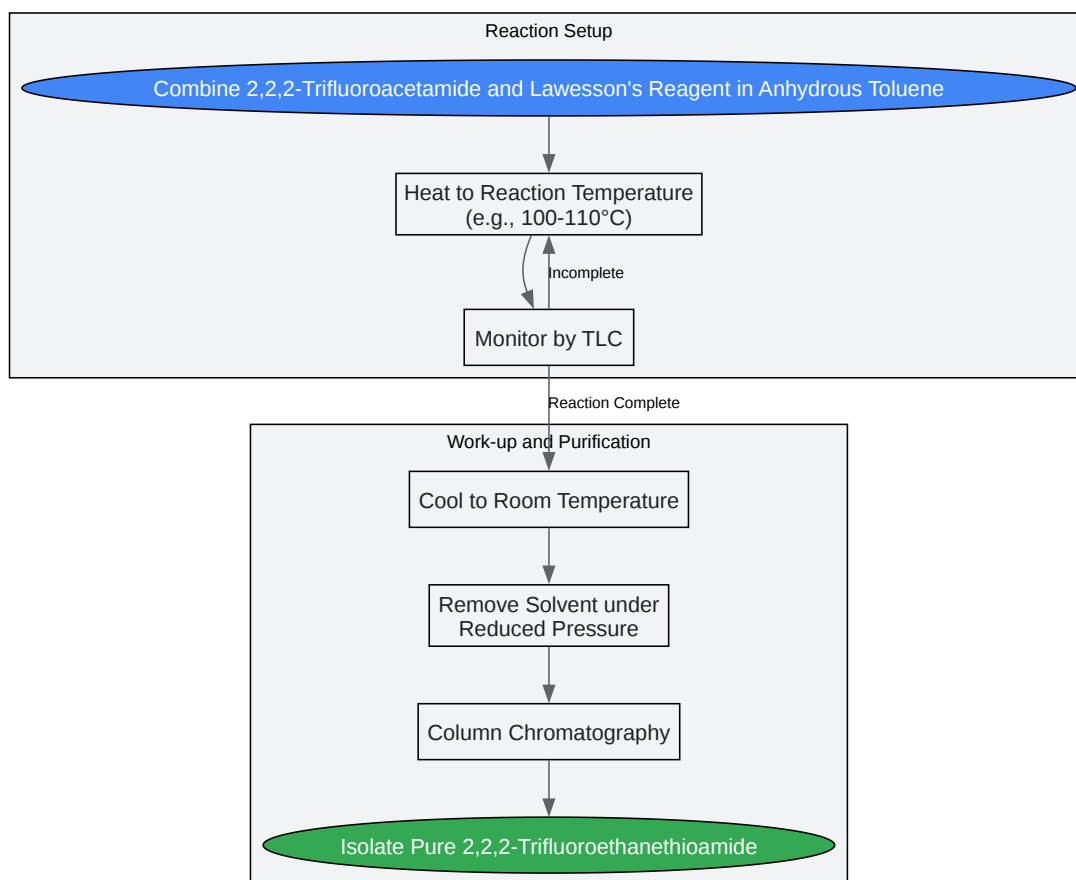 Reaction Setup
Combine 2,2,2-Trifluoroacetamide and Lawesson's Reagent in Anhydrous Toluene
Heat to Reaction Temperature
(e.g., 100-110°C)
Incomplete
Monitor by TLC
Reaction Complete
Work-up and Purification
Cool to Room Temperature
Remove Solvent under
Reduced Pressure
Column Chromatography
Isolate Pure 2,2,2-Trifluoroethanethioamide